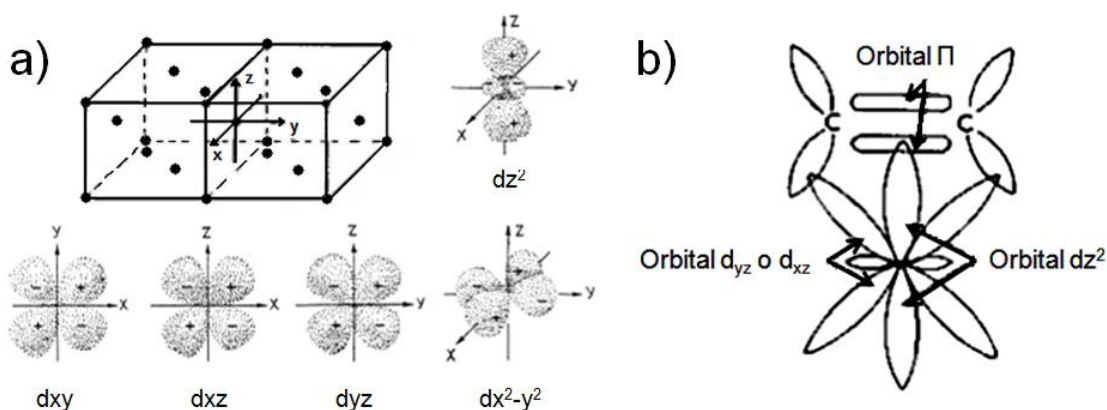 a)
z
y
x
Z
+
-
Y
+
X
dz²
b)
Orbital Π
C
C
Orbital dyz o dxz
Orbital dz²
Y
-
+
X
+
-
dxy
Z
-
+
X
+
-
dxz
Z
-
+
Y
+
-
dyz
Z
-
Y
X
dx²-y²